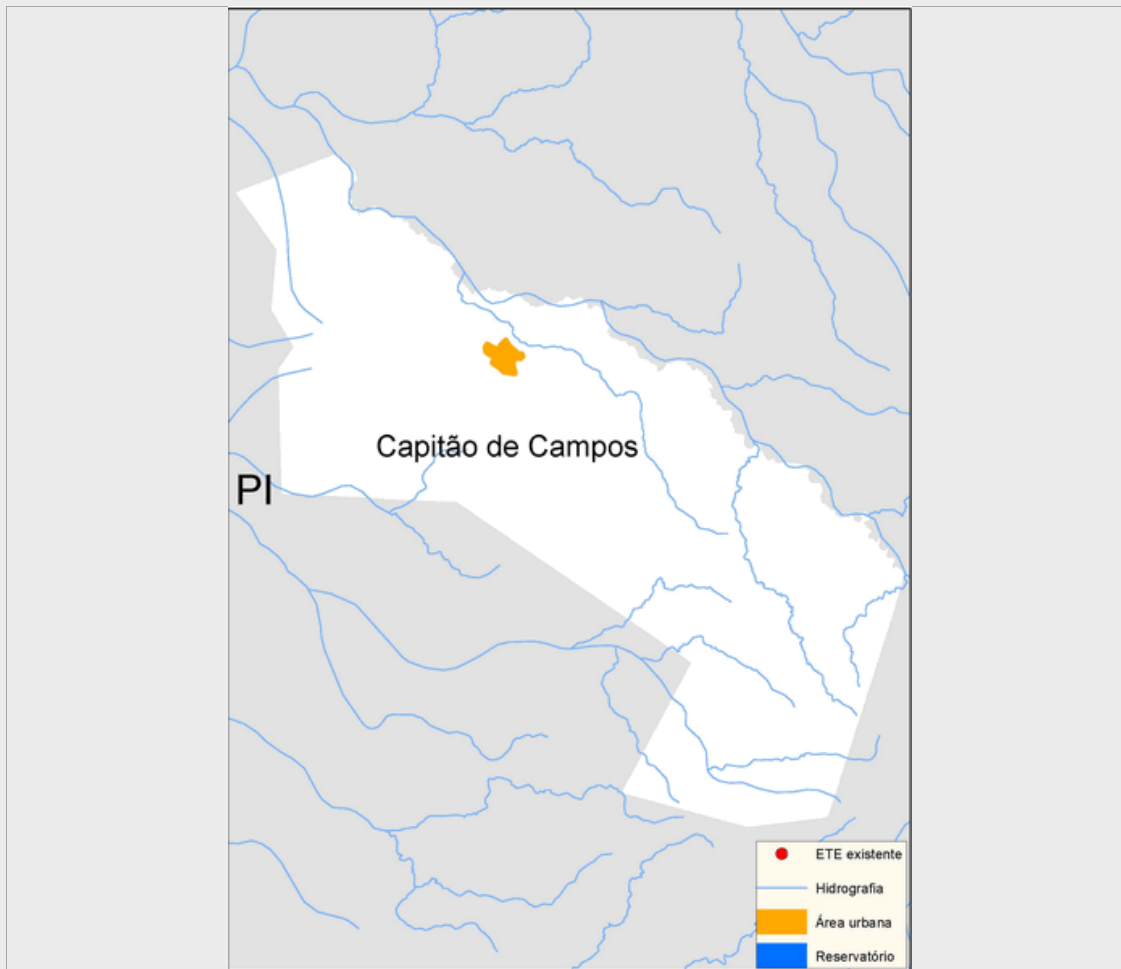 Capitão de Campos
PI
ETE existente
Hidrografia
Área urbana
Reservatório